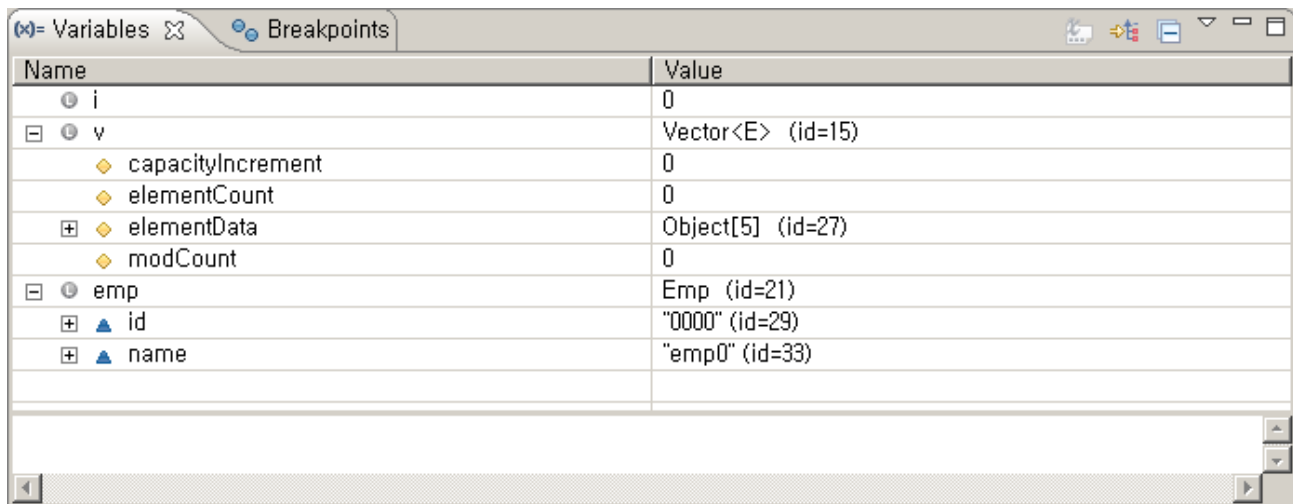 (x)= Variables Breakpoints
Name Value
i 0
v Vector<E> (id=15)
capacityIncrement 0
elementCount 0
elementData Object[5] (id=27)
modCount 0
emp Emp (id=21)
id "0000" (id=29)
name "emp0" (id=33)